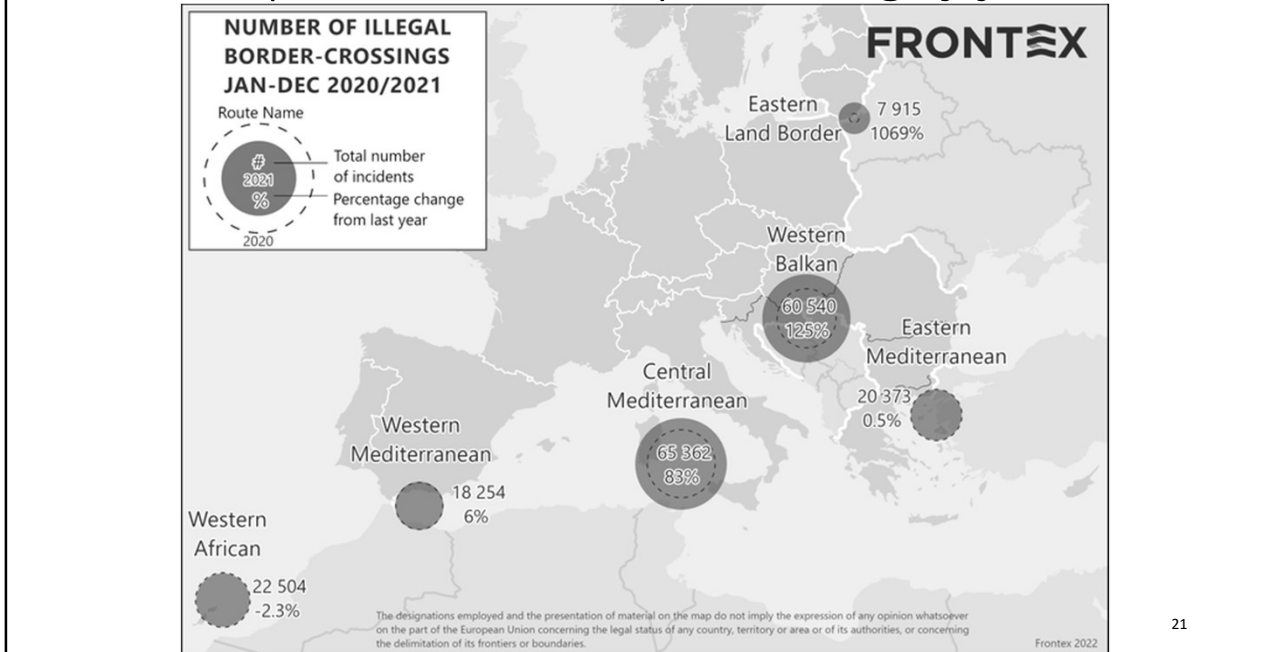 NUMBER OF ILLEGAL
BORDER-CROSSINGS
JAN-DEC 2020/2021
Route Name
#
2021
%
Total number
of incidents
Percentage change
from last year
2020
FRONTEX
Eastern
Land Border
7 915
1069%
Western
Balkan
60 540
125%
Eastern
Mediterranean
20 373
0.5%
Central
Mediterranean
65 362
83%
Western
Mediterranean
18 254
6%
Western
African
22 504
-2.3%
The designations employed and the presentation of material on the map do not imply the expression of any opinion whatsoever
on the part of the European Union concerning the legal status of any country, territory or area or of its authorities, or concerning
the delimitation of its frontiers or boundaries.
Frontex 2022
21